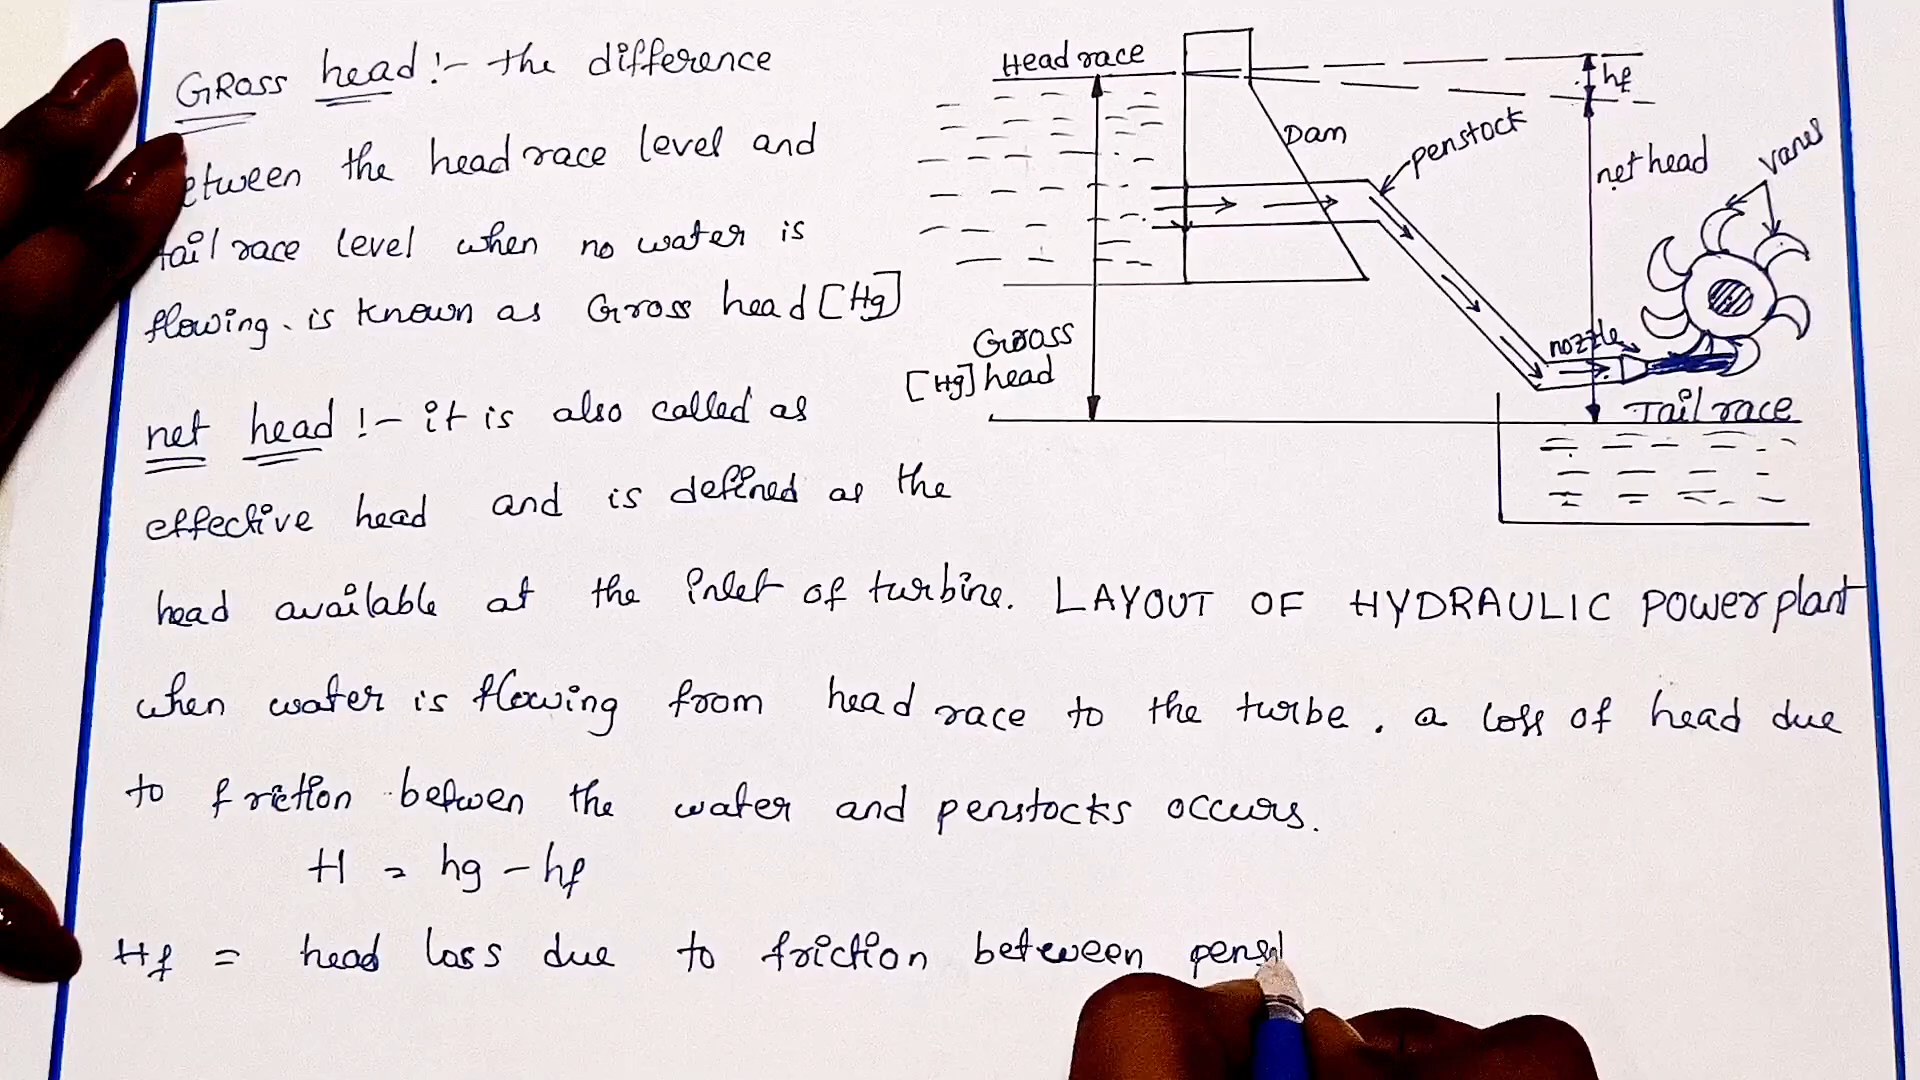 GRoss head :- the difference
etween the head race level and
tail race level when no water is
flowing. is known as Gross head [Hg]
net head :- it is also called as
effective head and is defined as the
head available at the inlet of turbine.
when water is flowing from head race to the turbe. a loss of head due
to friction betwen the water and penstocks occurs.
H = hg - hf
Hf = head loss due to friction between penst
Head race
hf
Dam
penstock
net head
vanes
nozzle
Gross
[Hg] head
Tail race
LAYOUT OF HYDRAULIC power plant